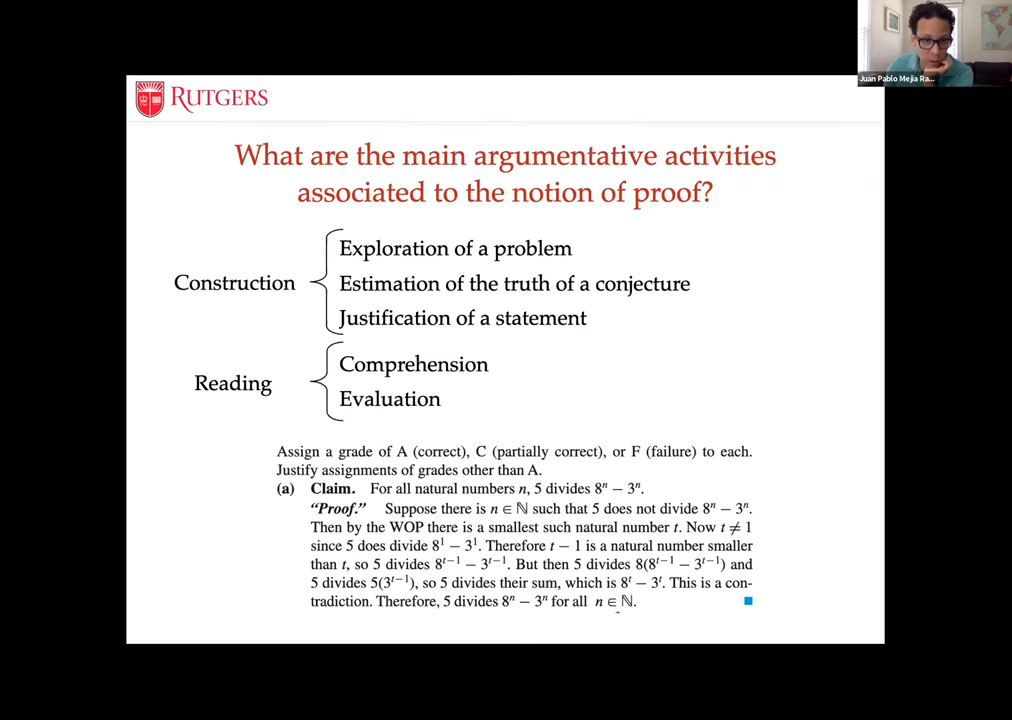 Juan Pablo Mejia Ra...
RUTGERS
What are the main argumentative activities
associated to the notion of proof?
Construction
Exploration of a problem
Estimation of the truth of a conjecture
Justification of a statement
Reading
Comprehension
Evaluation
Assign a grade of A (correct), C (partially correct), or F (failure) to each.
Justify assignments of grades other than A.
(a) Claim. For all natural numbers n, 5 divides 8ⁿ − 3ⁿ.
“Proof.” Suppose there is n ∈ ℕ such that 5 does not divide 8ⁿ − 3ⁿ.
Then by the WOP there is a smallest such natural number t. Now t ≠ 1
since 5 does divide 8¹ − 3¹. Therefore t − 1 is a natural number smaller
than t, so 5 divides 8ᵗ⁻¹ − 3ᵗ⁻¹. But then 5 divides 8(8ᵗ⁻¹ − 3ᵗ⁻¹) and
5 divides 5(3ᵗ⁻¹), so 5 divides their sum, which is 8ᵗ − 3ᵗ. This is a con-
tradiction. Therefore, 5 divides 8ⁿ − 3ⁿ for all n ∈ ℕ.